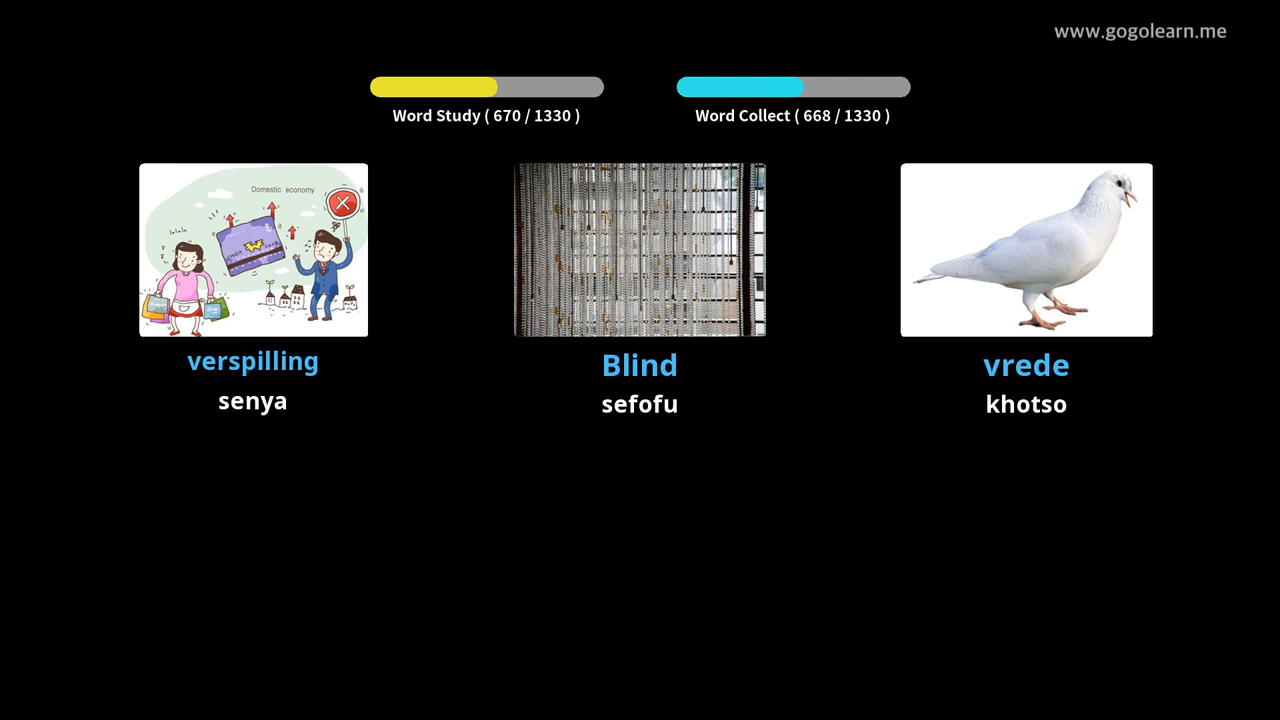 www.gogolearn.me
Word Study ( 670 / 1330 )
Word Collect ( 668 / 1330 )
Domestic economy
lalala
verspilling
Blind
vrede
senya
sefofu
khotso